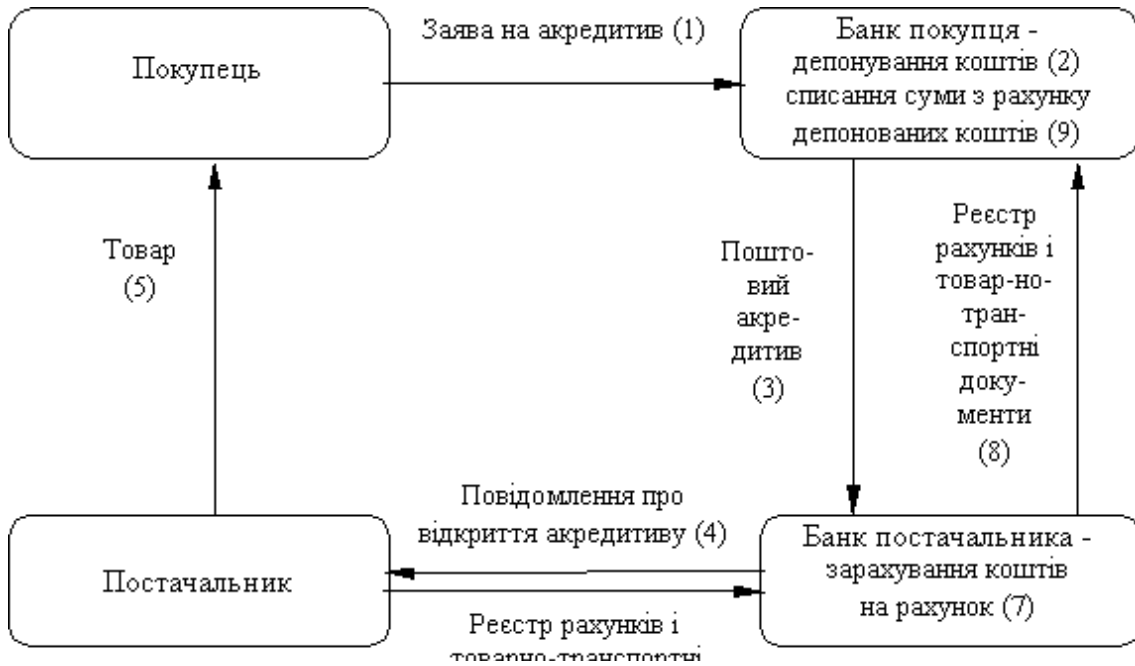 Заява на акредитив (1)
Покупець
Банк покупця -
депонування коштів (2)
списання суми з рахунку
депонованих коштів (9)
Товар
(5)
Пошто-
вий
акре-
дитив
(3)
Реєстр
рахунків і
товар-но-
тран-
спортні
доку-
менти
(8)
Повідомлення про
відкриття акредитиву (4)
Постачальник
Банк постачальника -
зарахування коштів
на рахунок (7)
Реєстр рахунків і
товарно-транспортні